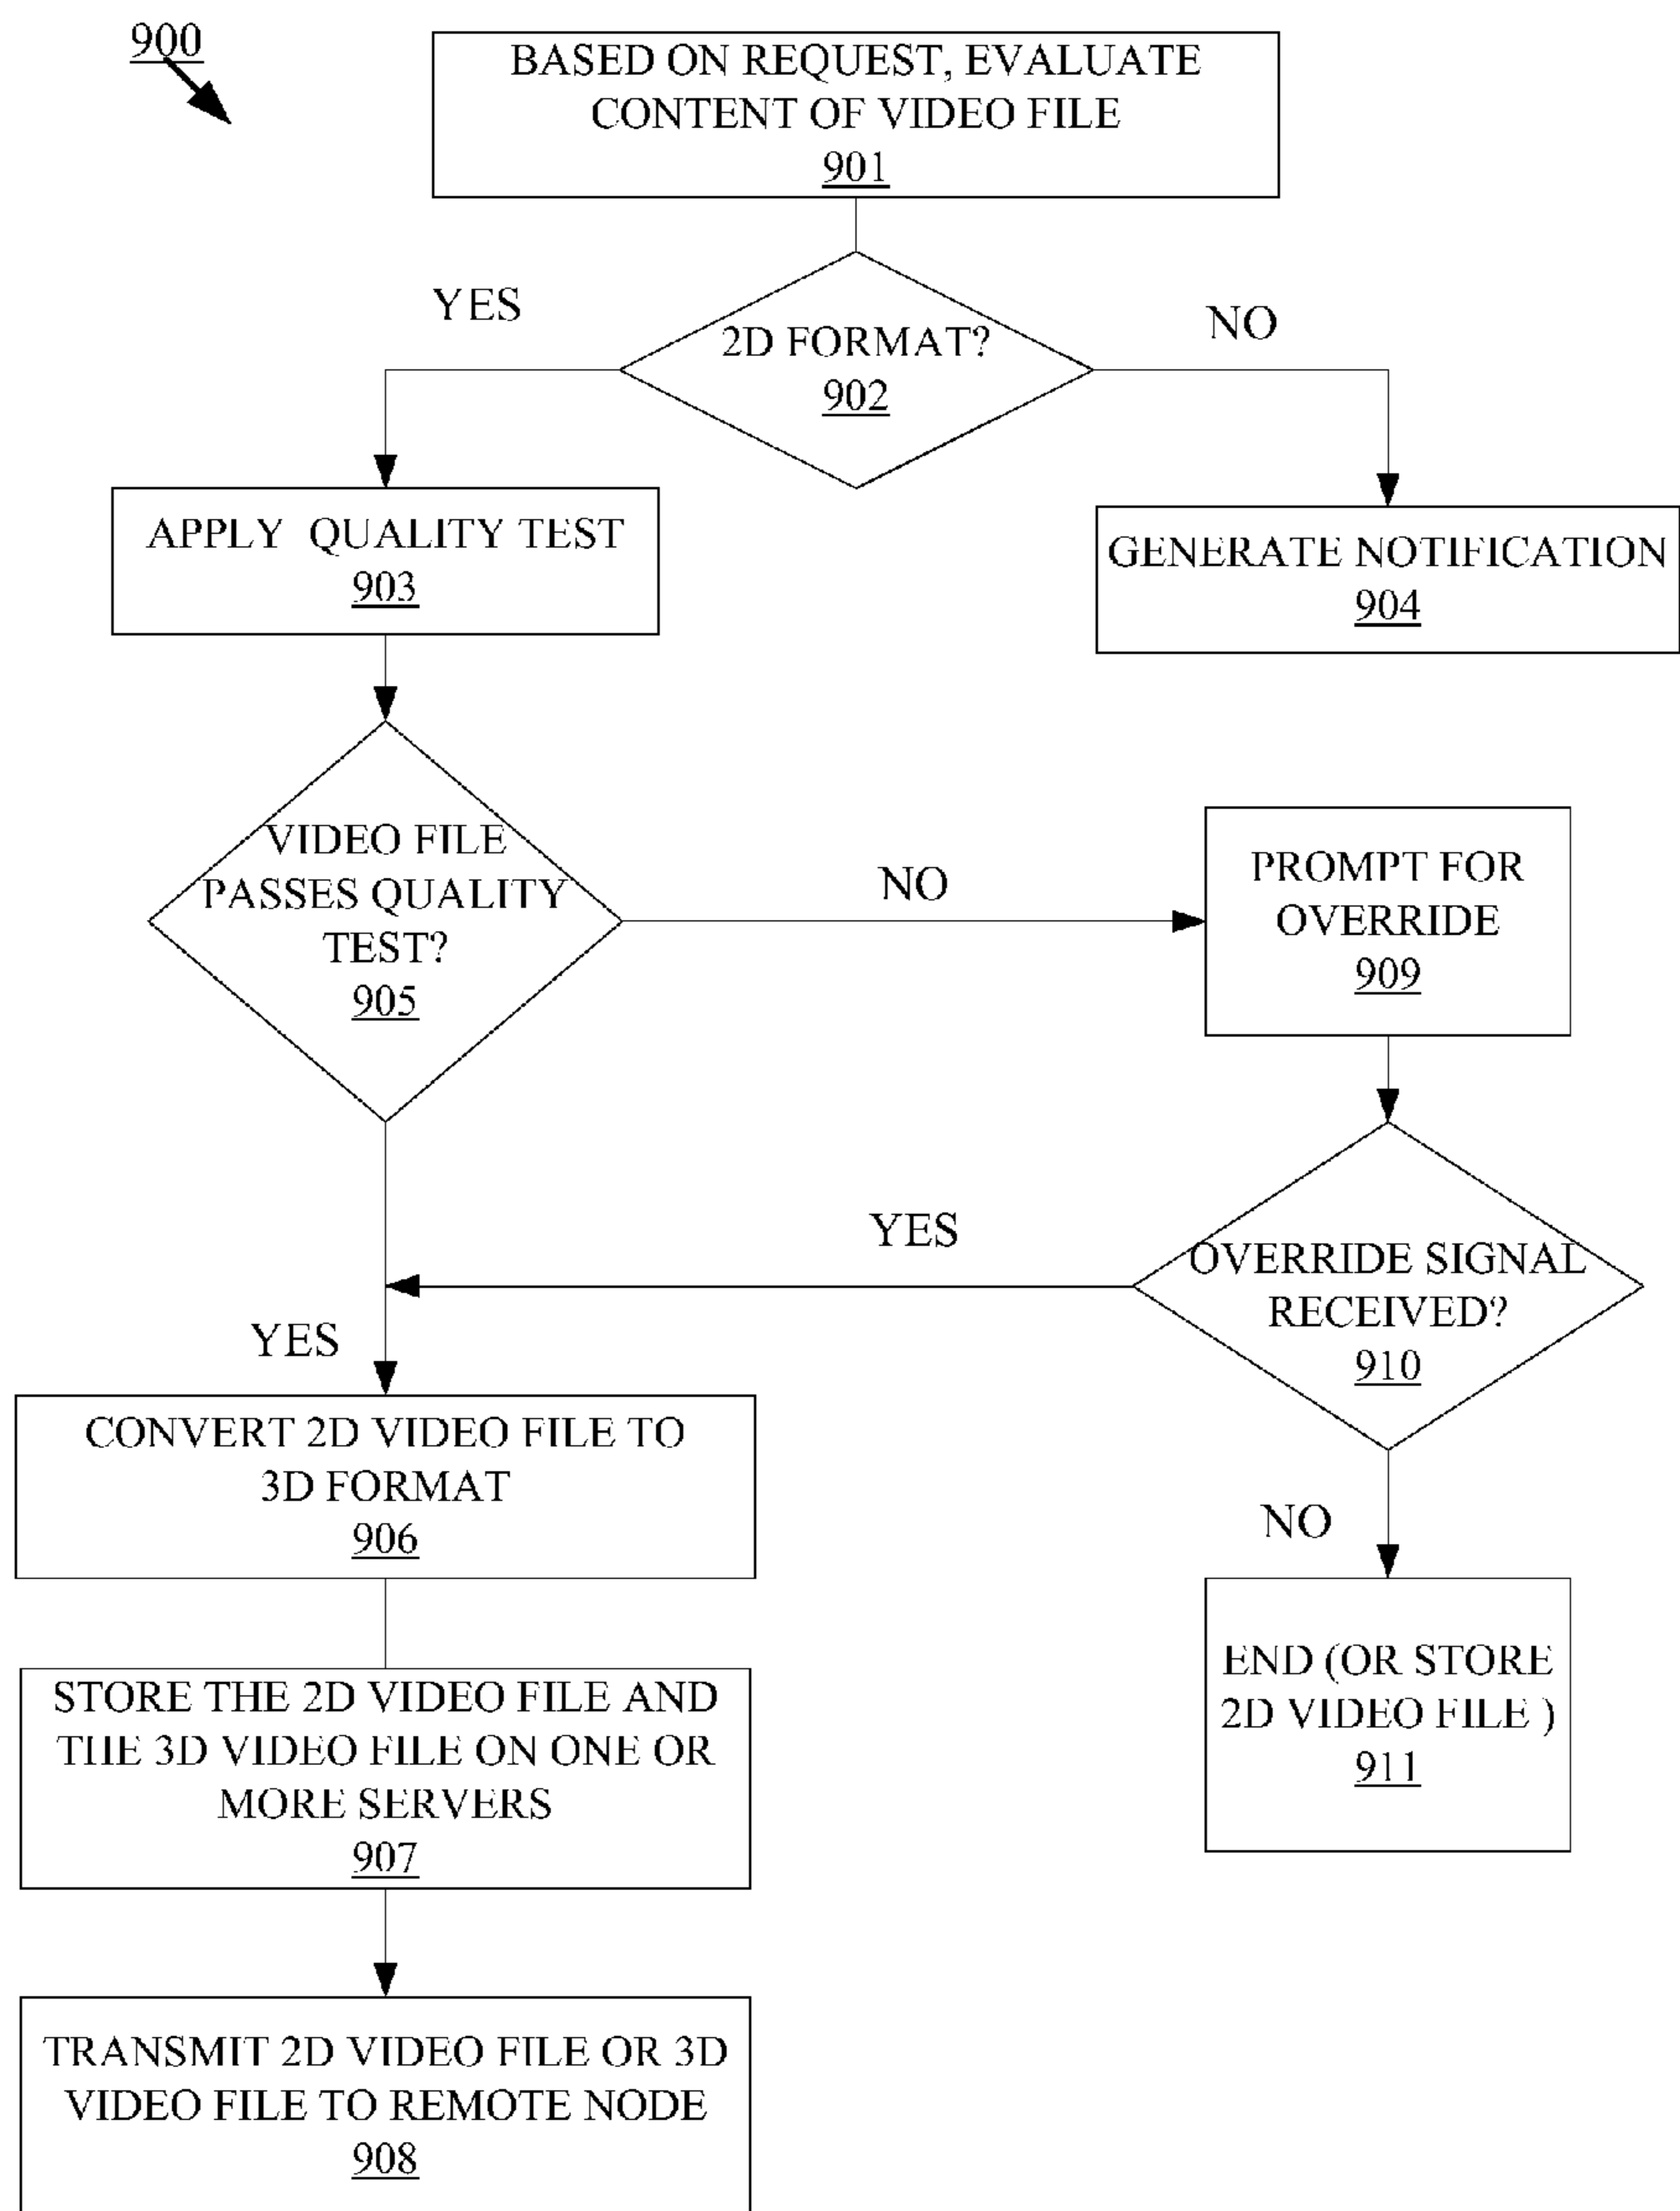 900
BASED ON REQUEST, EVALUATE
CONTENT OF VIDEO FILE
901
YES
2D FORMAT?
902
NO
APPLY QUALITY TEST
903
GENERATE NOTIFICATION
904
VIDEO FILE
PASSES QUALITY
TEST?
905
NO
PROMPT FOR
OVERRIDE
909
YES
OVERRIDE SIGNAL
RECEIVED?
910
YES
CONVERT 2D VIDEO FILE TO
3D FORMAT
906
NO
STORE THE 2D VIDEO FILE AND
THE 3D VIDEO FILE ON ONE OR
MORE SERVERS
907
END (OR STORE
2D VIDEO FILE )
911
TRANSMIT 2D VIDEO FILE OR 3D
VIDEO FILE TO REMOTE NODE
908